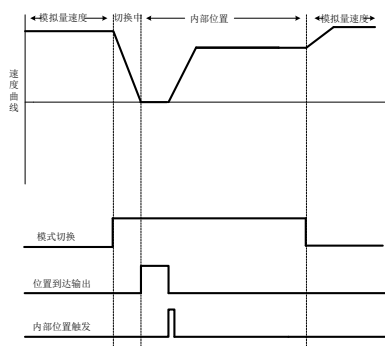 模拟量速度
切换中
内部位置
模拟量速度
速度曲线
模式切换
位置到达输出
内部位置触发